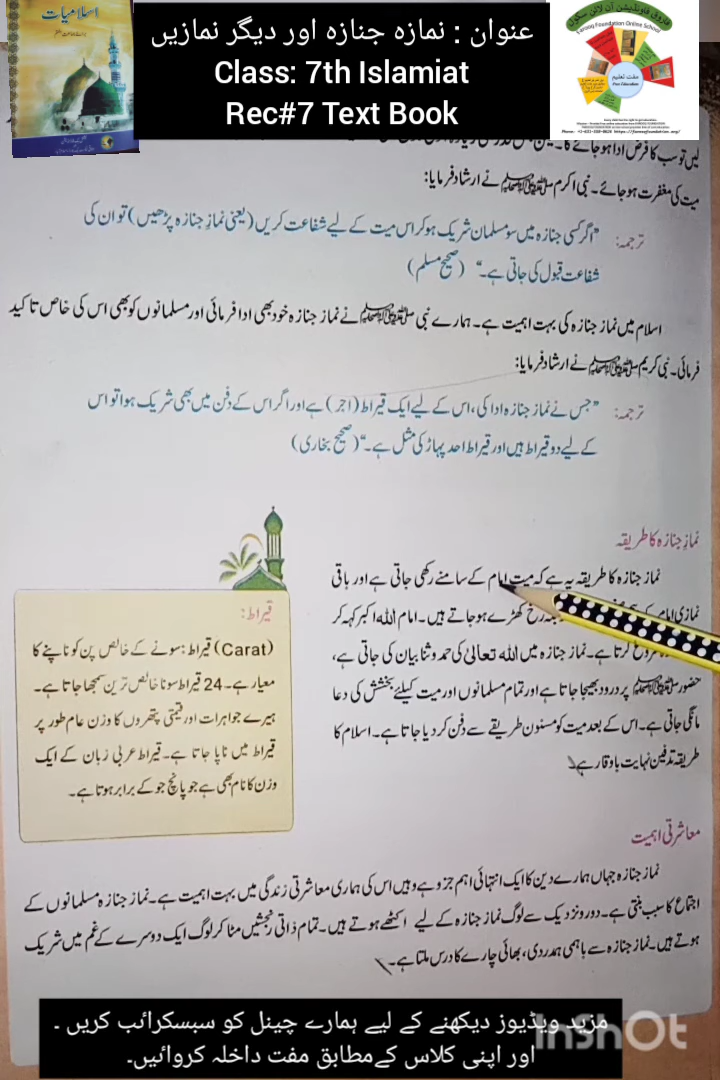 اسلامیات
عنوان : نمازہ جنازہ اور دیگر نمازیں
Class: 7th Islamiat
Rec#7 Text Book
Farooq Foundation Online School
مفت تعلیم
Free Education
لیں تو سب کا فرض ادا ہو جائے گا۔
میت کی مغفرت ہو جائے۔ نبی اکرم ﷺ نے ارشاد فرمایا:
ترجمہ: "اگر کسی جنازہ میں سو مسلمان شریک ہو کر اس میت کے لیے شفاعت کریں (یعنی نمازِ جنازہ پڑھیں) تو ان کی
شفاعت قبول کی جاتی ہے۔" (صحیح مسلم)
اسلام میں نماز جنازہ کی بہت اہمیت ہے۔ ہمارے نبی ﷺ نے نماز جنازہ خود بھی ادا فرمائی اور مسلمانوں کو بھی اس کی خاص تاکید
فرمائی۔ نبی کریم ﷺ نے ارشاد فرمایا:
ترجمہ: "جس نے نماز جنازہ ادا کی، اس کے لیے ایک قیراط (اجر) ہے اور اگر اس کے دفن میں بھی شریک ہوا تو اس
کے لیے دو قیراط ہیں اور قیراط احد پہاڑ کی مثل ہے۔" (صحیح بخاری)
نمازِ جنازہ کا طریقہ
نماز جنازہ کا طریقہ یہ ہے کہ میت امام کے سامنے رکھی جاتی ہے اور باقی
نمازی امام کے رُخ کھڑے ہو جاتے ہیں۔ امام اللہ اکبر کہہ کر
شروع کرتا ہے۔ نماز جنازہ میں اللہ تعالیٰ کی حمد و ثنا بیان کی جاتی ہے،
حضور ﷺ پر درود بھیجا جاتا ہے اور تمام مسلمانوں اور میت کیلئے بخشش کی دعا
مانگی جاتی ہے۔ اس کے بعد میت کو مسنون طریقے سے دفن کر دیا جاتا ہے۔ اسلام کا
طریقہ تدفین نہایت باوقار ہے۔
قیراط:
(Carat) قیراط: سونے کے خالص پن کو ناپنے کا
معیار ہے۔ 24 قیراط سونا خالص ترین سمجھا جاتا ہے۔
ہیرے جواہرات اور قیمتی پتھروں کا وزن عام طور پر
قیراط میں ناپا جاتا ہے۔ قیراط عربی زبان کے ایک
وزن کا نام بھی ہے جو پانچ جو کے برابر ہوتا ہے۔
معاشرتی اہمیت
نماز جنازہ جہاں ہمارے دین کا ایک انتہائی اہم جزو ہے وہیں اس کی ہماری معاشرتی زندگی میں بہت اہمیت ہے۔ نماز جنازہ مسلمانوں کے
اجتماع کا سبب بنتی ہے۔ دور و نزدیک سے لوگ نماز جنازہ کے لیے اکٹھے ہوتے ہیں۔ تمام ذاتی رنجشیں مٹا کر لوگ ایک دوسرے کے غم میں شریک
ہوتے ہیں۔ نماز جنازہ سے باہمی ہمدردی، بھائی چارے کا درس ملتا ہے۔
مزید ویڈیوز دیکھنے کے لیے ہمارے چینل کو سبسکرائب کریں ۔
اور اپنی کلاس کے مطابق مفت داخلہ کروائیں۔
InShOt